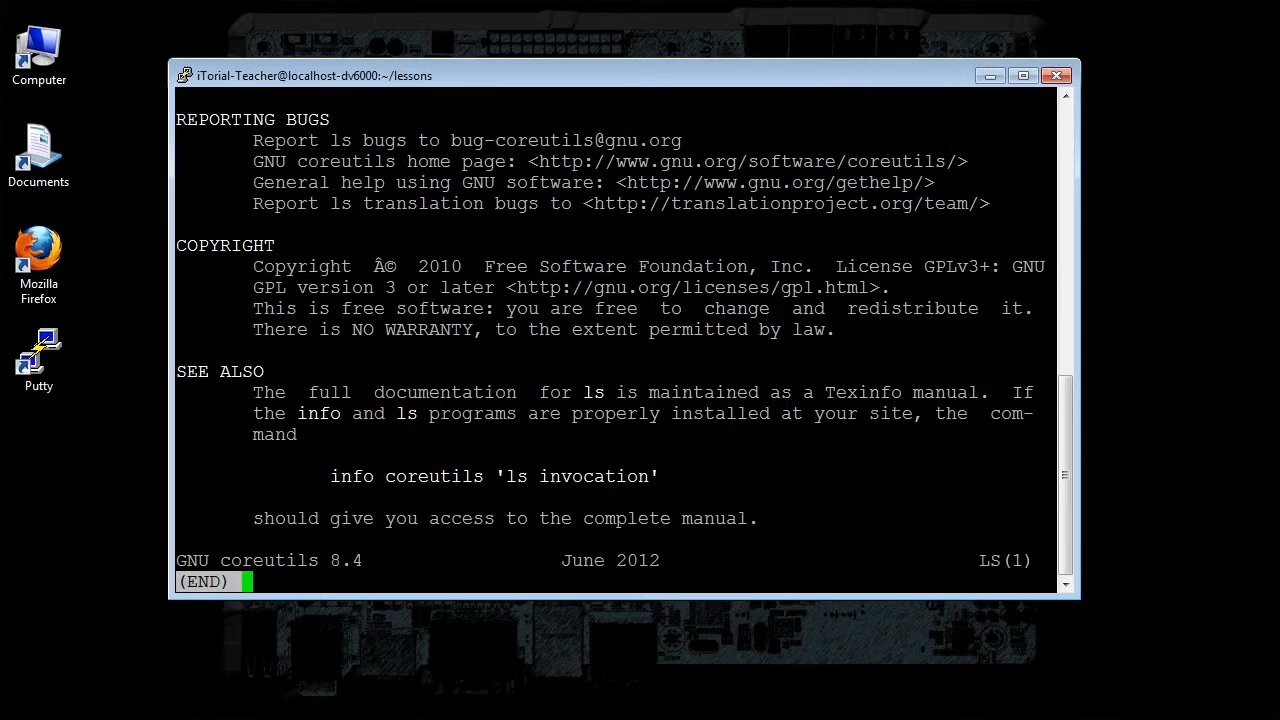 Computer
Documents
Mozilla
Firefox
Putty
iTorial-Teacher@localhost-dv6000:~/lessons
REPORTING BUGS
Report ls bugs to bug-coreutils@gnu.org
GNU coreutils home page: <http://www.gnu.org/software/coreutils/>
General help using GNU software: <http://www.gnu.org/gethelp/>
Report ls translation bugs to <http://translationproject.org/team/>
COPYRIGHT
Copyright Â© 2010 Free Software Foundation, Inc. License GPLv3+: GNU
GPL version 3 or later <http://gnu.org/licenses/gpl.html>.
This is free software: you are free to change and redistribute it.
There is NO WARRANTY, to the extent permitted by law.
SEE ALSO
The full documentation for ls is maintained as a Texinfo manual. If
the info and ls programs are properly installed at your site, the com-
mand
info coreutils 'ls invocation'
should give you access to the complete manual.
GNU coreutils 8.4 June 2012 LS(1)
(END)